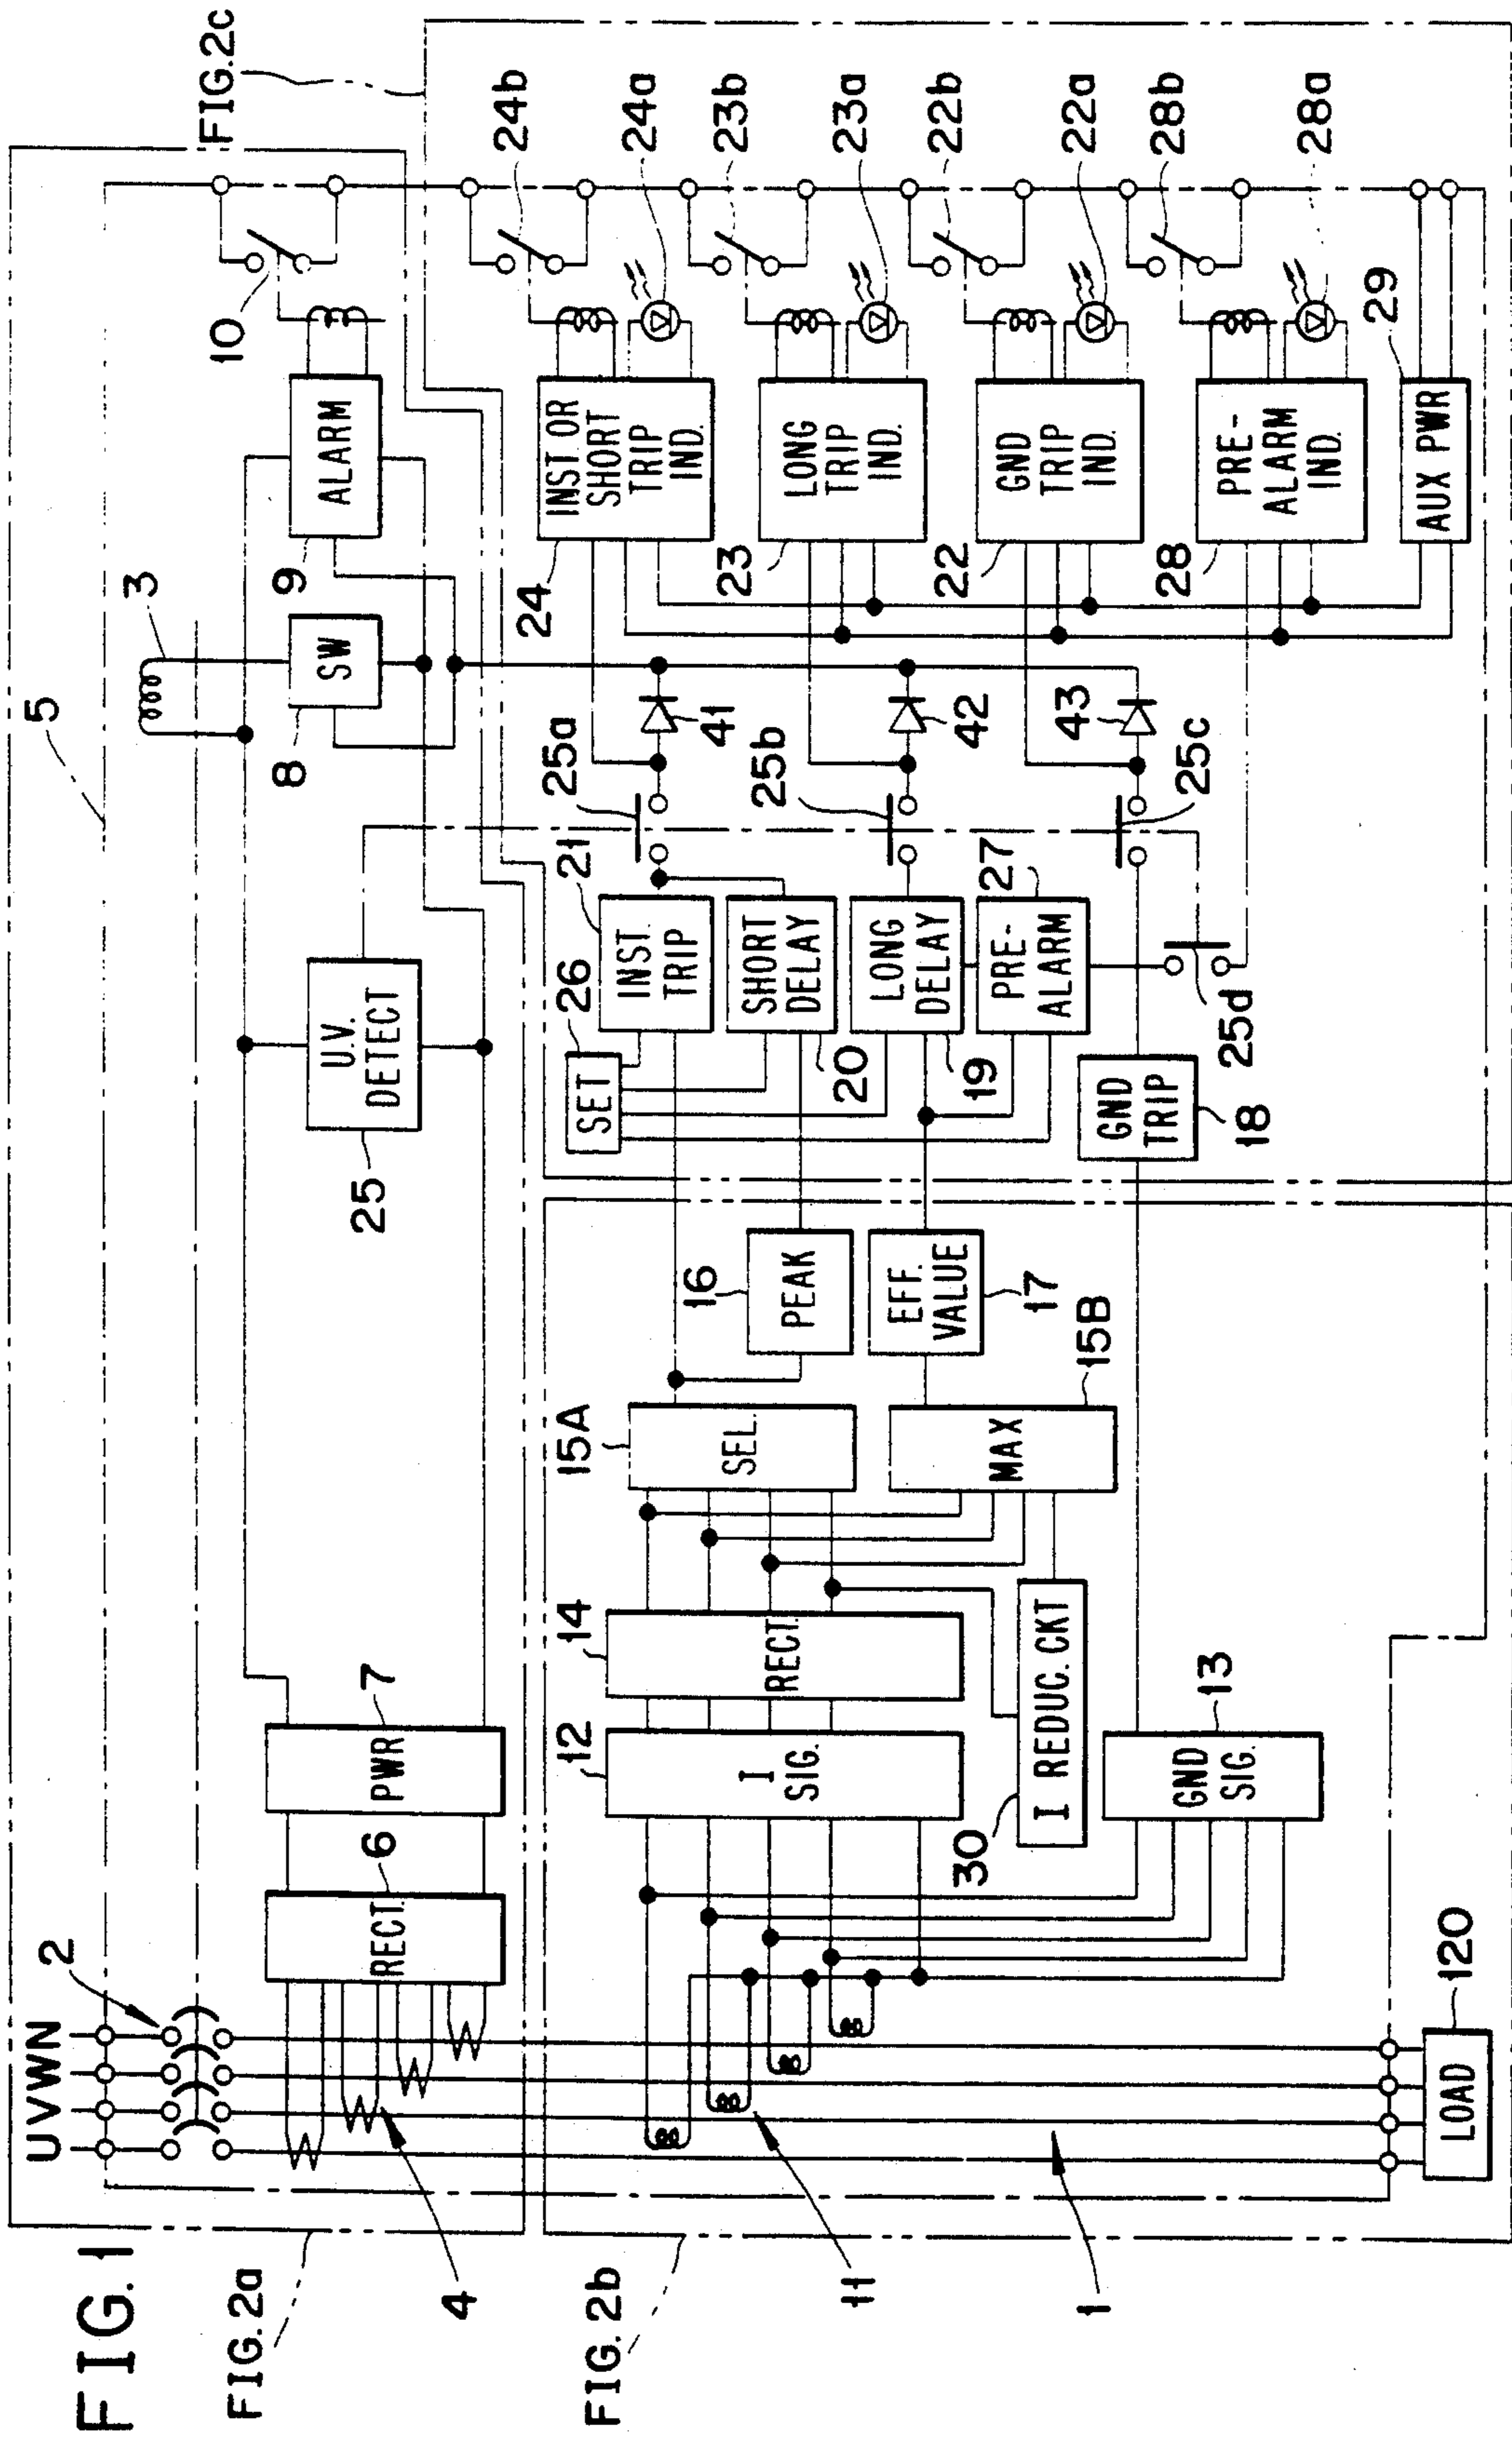 FIG.1
FIG.2a
FIG.2b
FIG.2c
UVWN
2
4
5
3
RECT.
6
PWR
7
U.V.
DETECT
25
SW
8
ALARM
9
10
11
1
I
SIG.
12
RECT.
14
SEL.
15A
MAX
15B
PEAK
16
EFF.
VALUE
17
I REDUC. CKT
30
GND
SIG.
13
LOAD
120
SET
26
INST.
TRIP
21
SHORT
DELAY
20
LONG
DELAY
19
PRE-
ALARM
27
GND
TRIP
18
25a
25b
25c
25d
41
42
43
INST. OR
SHORT
TRIP
IND.
24
24b
24a
LONG
TRIP
IND.
23
23b
23a
GND
TRIP
IND.
22
22b
22a
PRE-
ALARM
IND.
28
28b
28a
AUX PWR
29